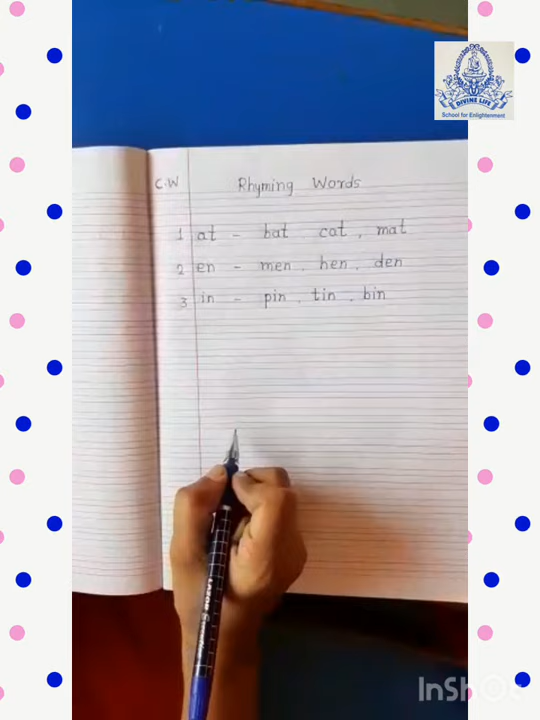 DIVINE LIFE
School for Enlightenment
C.W Rhyming Words
1 at - bat cat, mat
2 en - men, hen, den
3 in - pin, tin, bin
InShOt